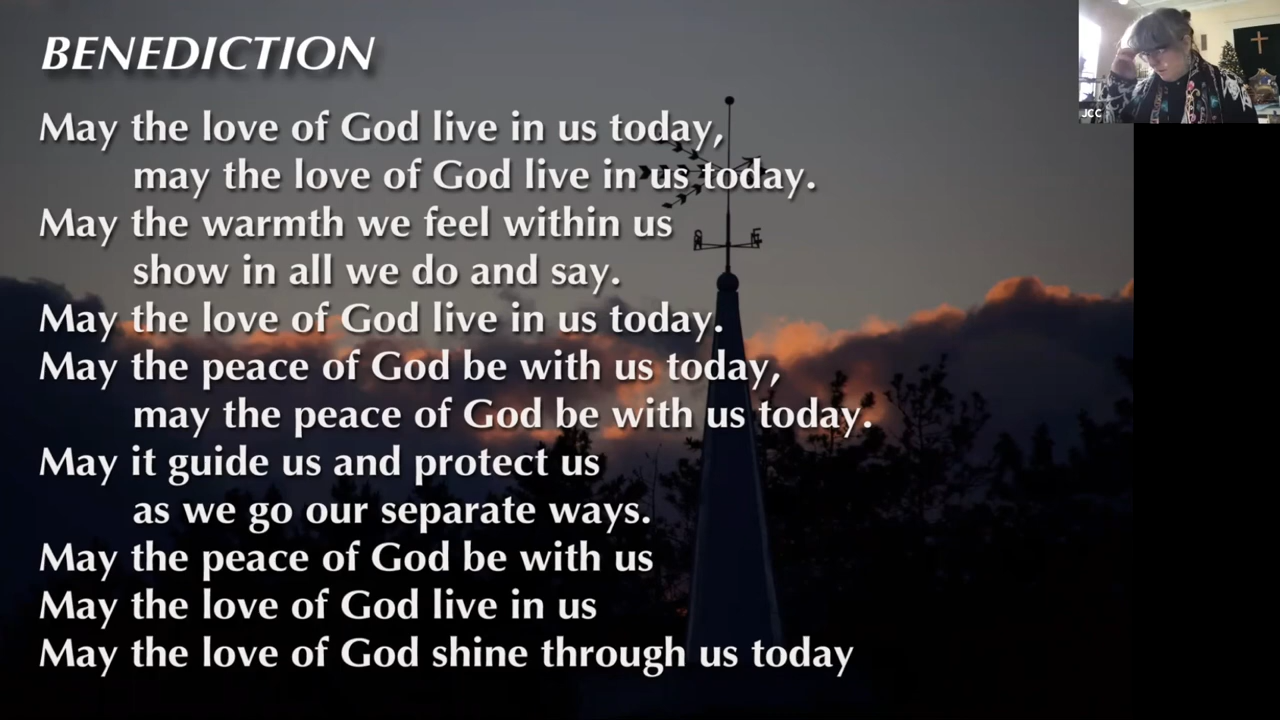 BENEDICTION
May the love of God live in us today,
may the love of God live in us today.
May the warmth we feel within us
show in all we do and say.
May the love of God live in us today.
May the peace of God be with us today,
may the peace of God be with us today.
May it guide us and protect us
as we go our separate ways.
May the peace of God be with us
May the love of God live in us
May the love of God shine through us today
JCC